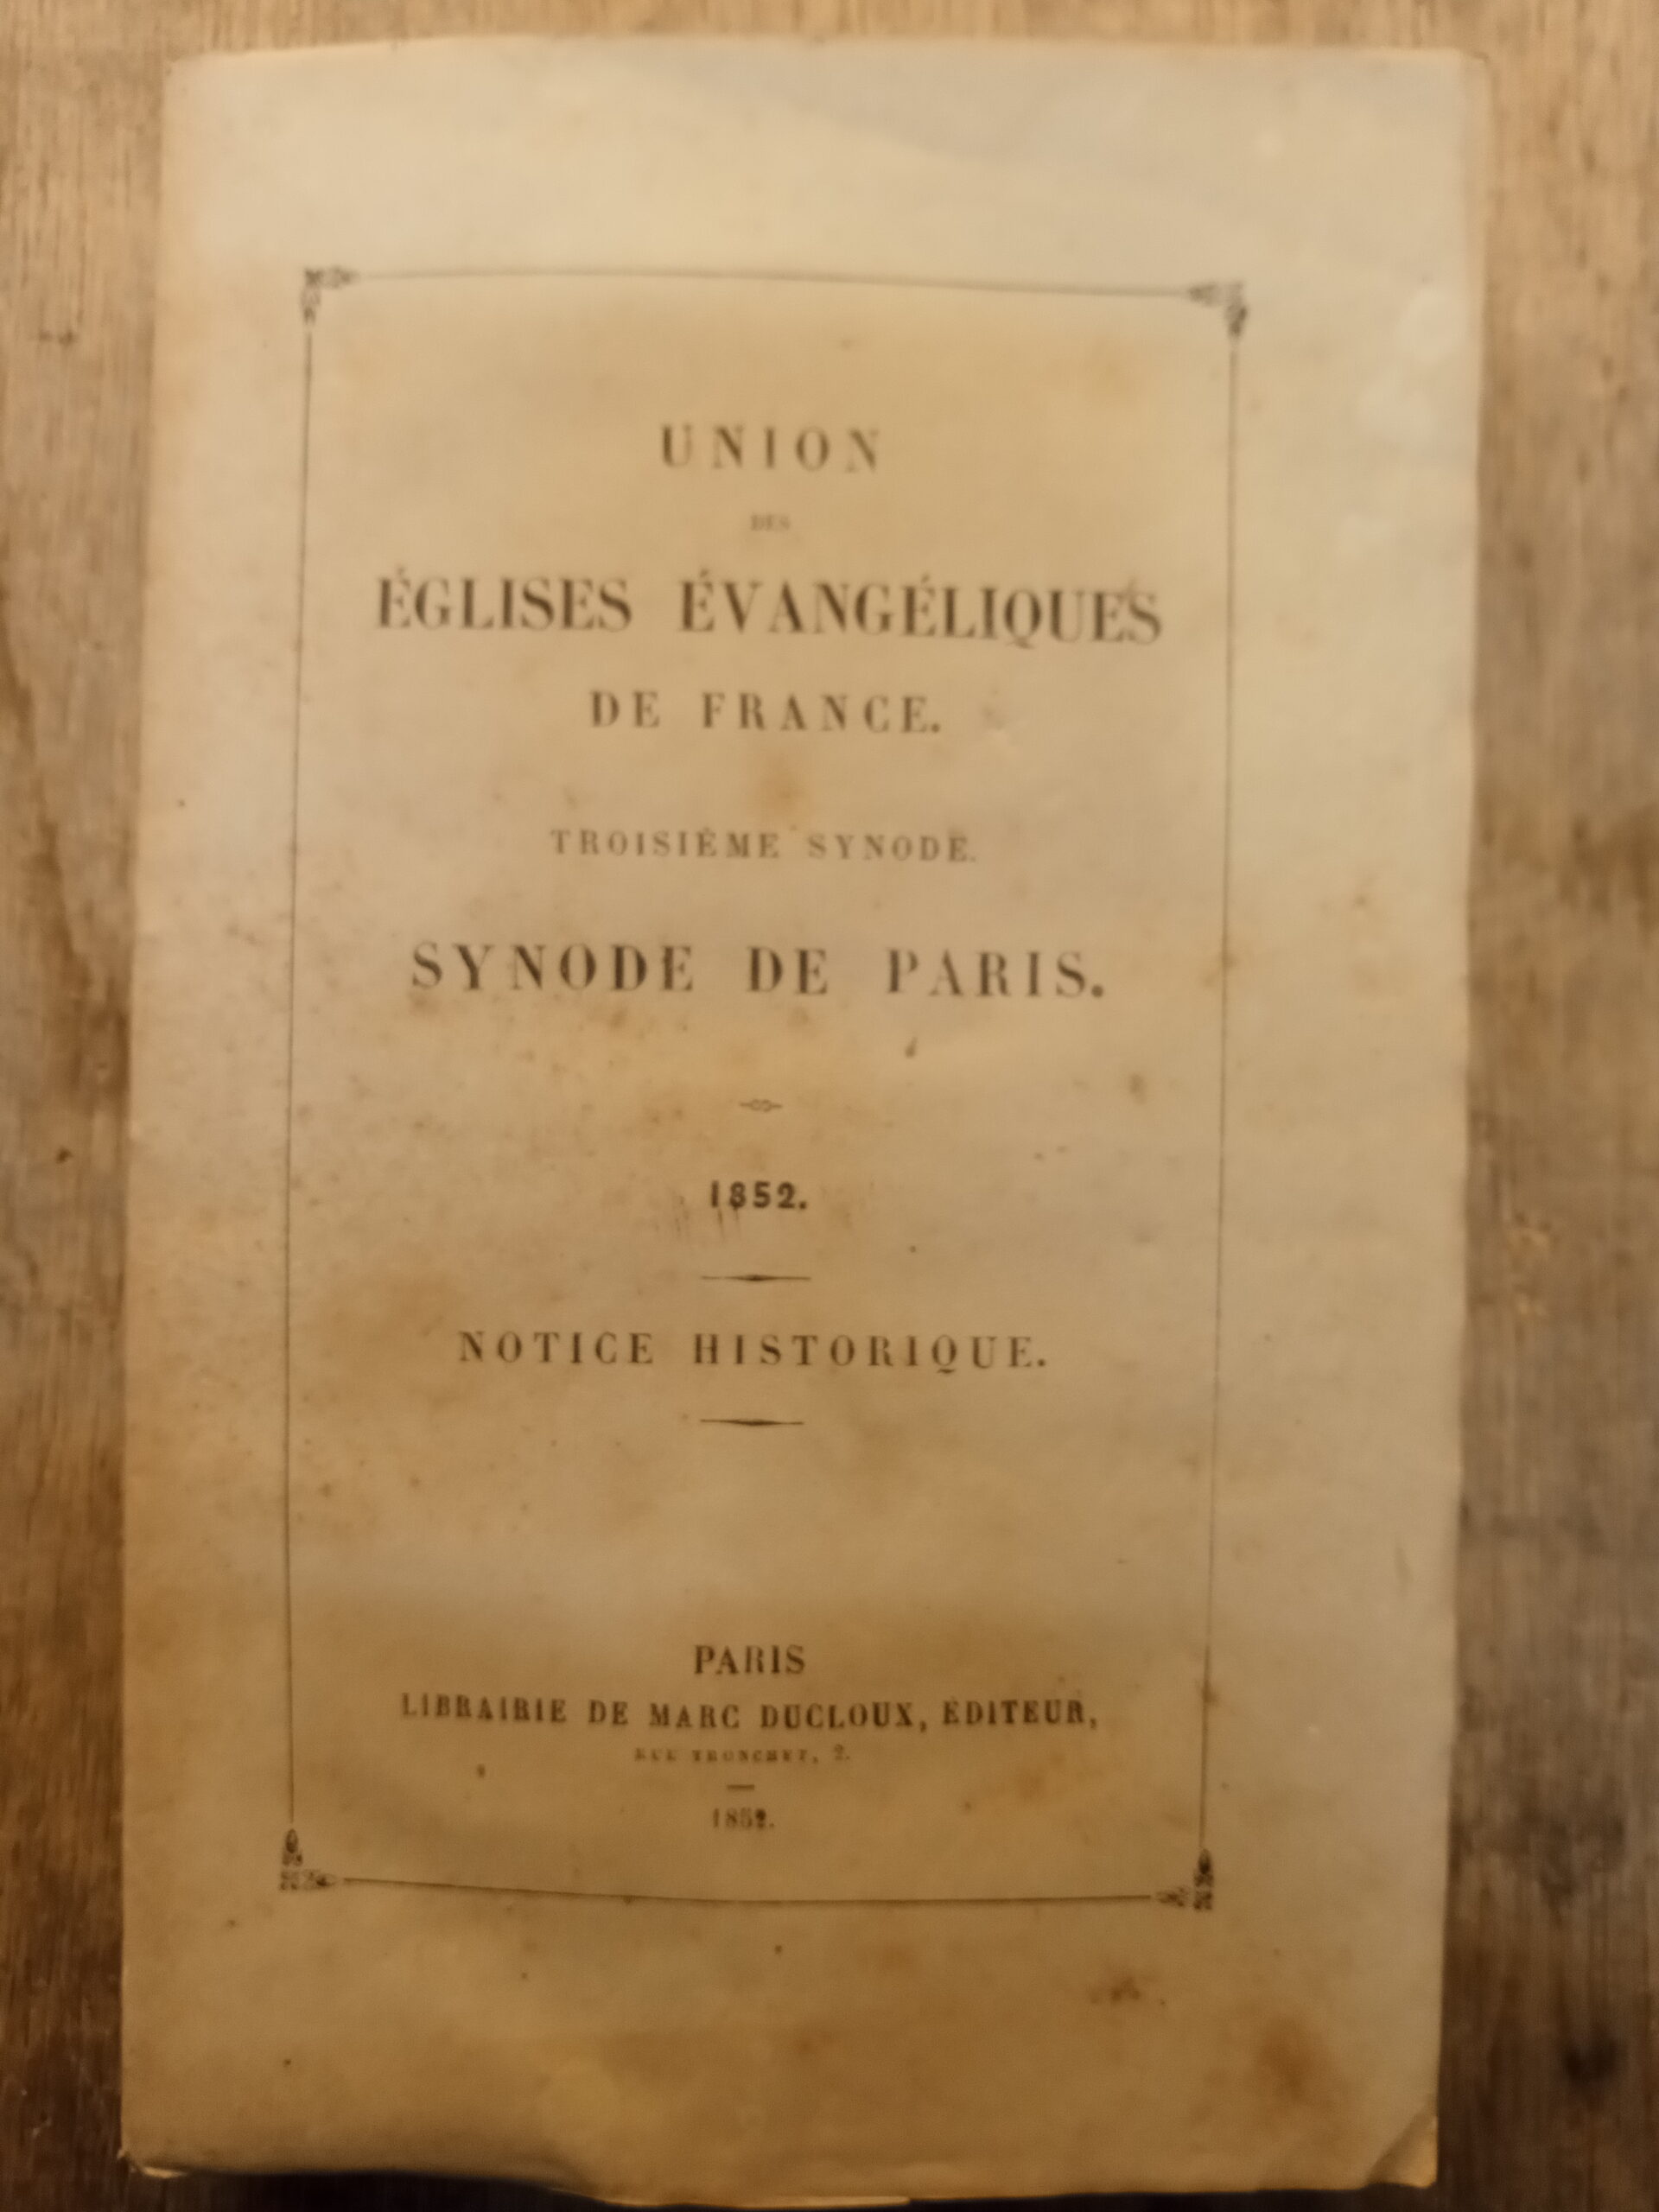 UNION
DES
ÉGLISES ÉVANGÉLIQUES
DE FRANCE.
TROISIÈME SYNODE.
SYNODE DE PARIS.
1852.
NOTICE HISTORIQUE.
PARIS
LIBRAIRIE DE MARC DUCLOUX, ÉDITEUR,
RUE TRONCHET, 2.
1852.